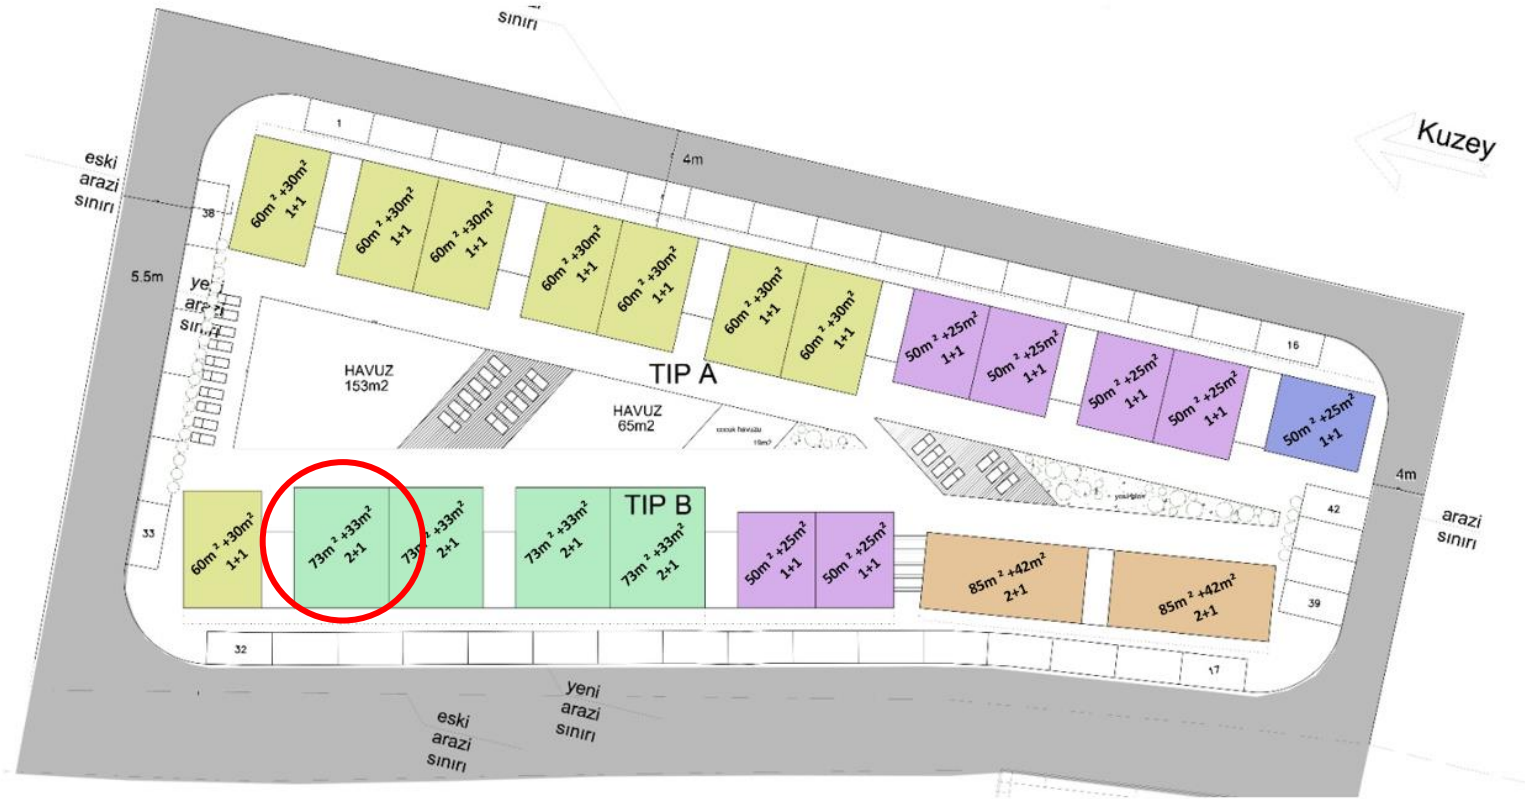 sınırı
Kuzey
1
4m
eski
arazi
sınırı
38
60m² +30m²
1+1
60m² +30m²
1+1
60m² +30m²
1+1
60m² +30m²
1+1
60m² +30m²
1+1
60m² +30m²
1+1
60m² +30m²
1+1
50m² +25m²
1+1
50m² +25m²
1+1
50m² +25m²
1+1
50m² +25m²
1+1
50m² +25m²
1+1
16
5.5m
yeni
arazi
sınırı
HAVUZ
153m2
TIP A
HAVUZ
65m2
cocuk havuzu
19m2
4m
42
arazi
sınırı
39
33
TIP B
60m² +30m²
1+1
73m² +33m²
2+1
73m² +33m²
2+1
73m² +33m²
2+1
73m² +33m²
2+1
50m² +25m²
1+1
50m² +25m²
1+1
85m² +42m²
2+1
85m² +42m²
2+1
32
17
yeni
arazi
sınırı
eski
arazi
sınırı